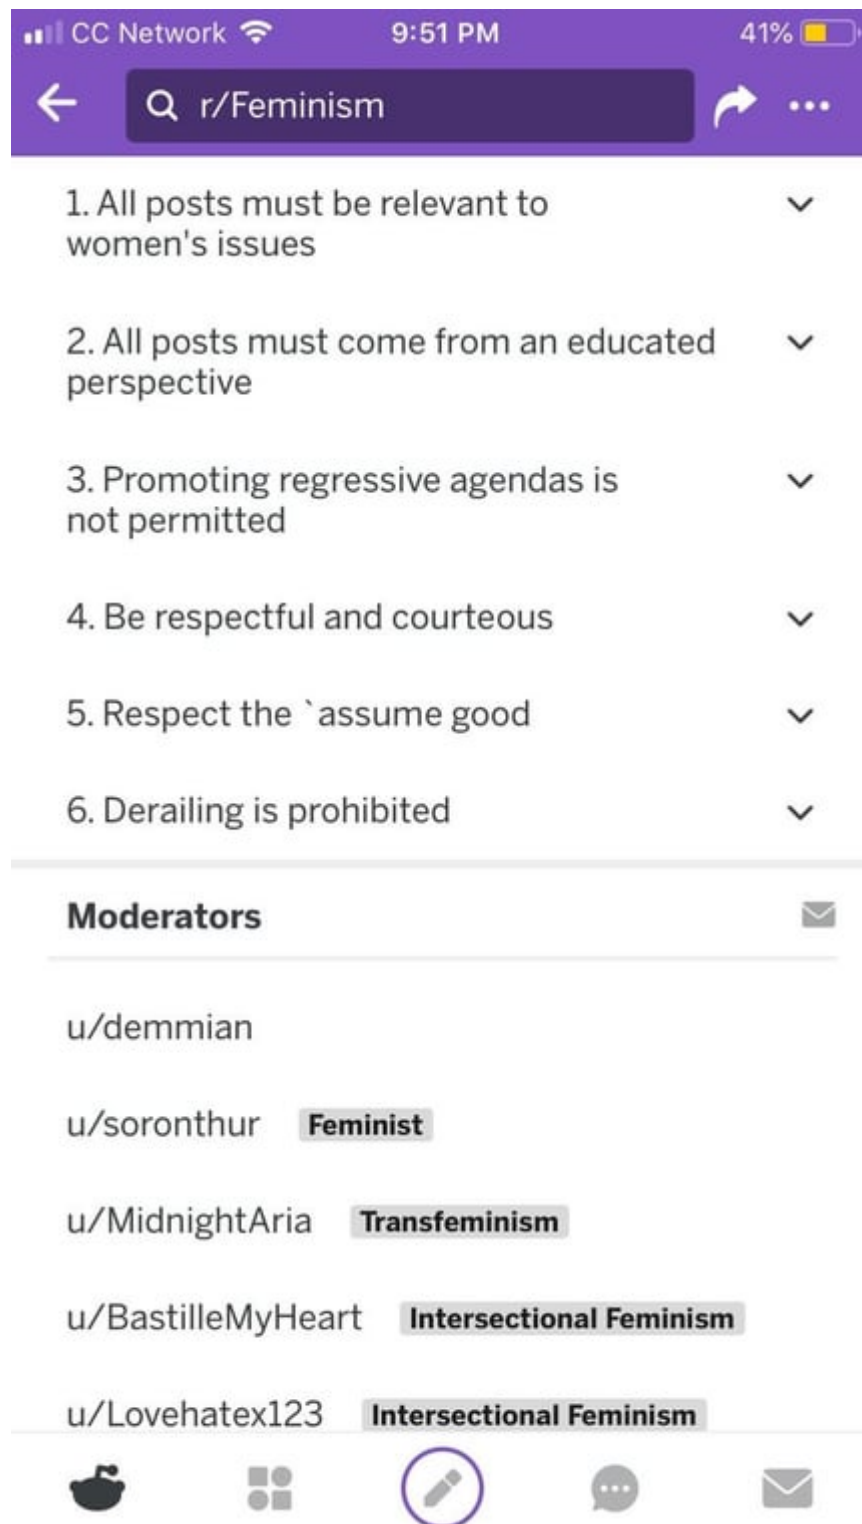 CC Network 9:51 PM 41%
r/Feminism
1. All posts must be relevant to
women's issues
2. All posts must come from an educated
perspective
3. Promoting regressive agendas is
not permitted
4. Be respectful and courteous
5. Respect the `assume good
6. Derailing is prohibited
Moderators
u/demmian
u/soronthur Feminist
u/MidnightAria Transfeminism
u/BastilleMyHeart Intersectional Feminism
u/Lovehatex123 Intersectional Feminism